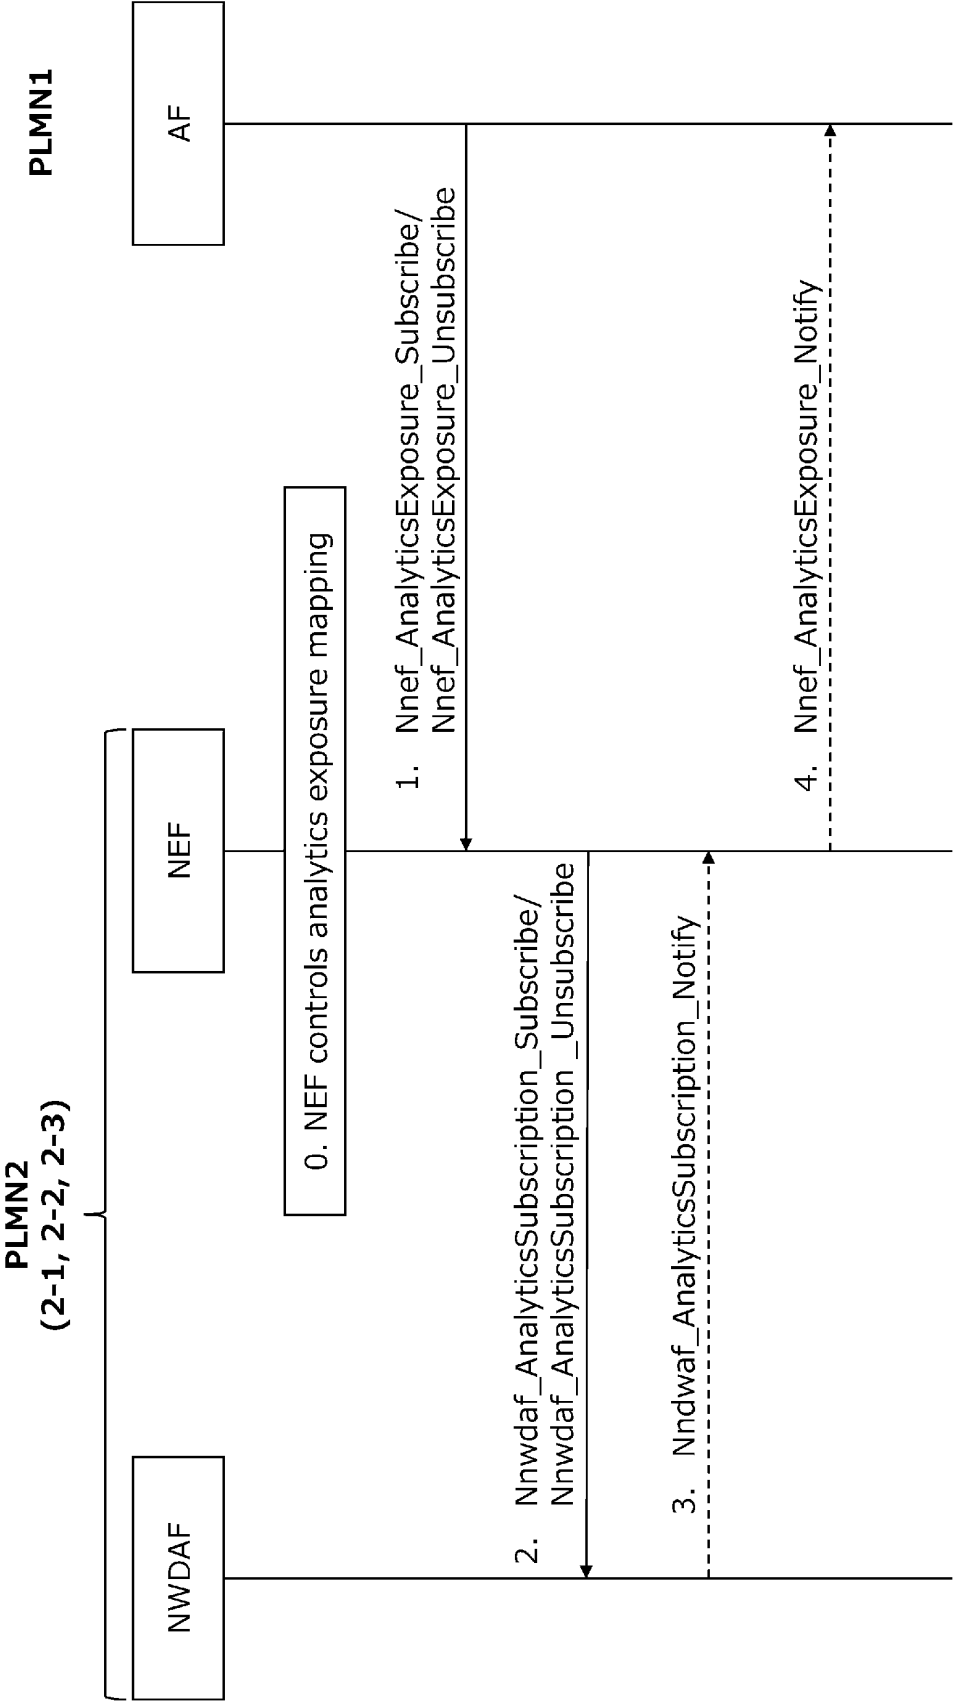 PLMN2
(2-1, 2-2, 2-3)
PLMN1
NWDAF
NEF
AF
0. NEF controls analytics exposure mapping
1. Nnef_AnalyticsExposure_Subscribe/
Nnef_AnalyticsExposure_Unsubscribe
2. Nnwdaf_AnalyticsSubscription_Subscribe/
Nnwdaf_AnalyticsSubscription _Unsubscribe
3. Nndwaf_AnalyticsSubscription_Notify
4. Nnef_AnalyticsExposure_Notify